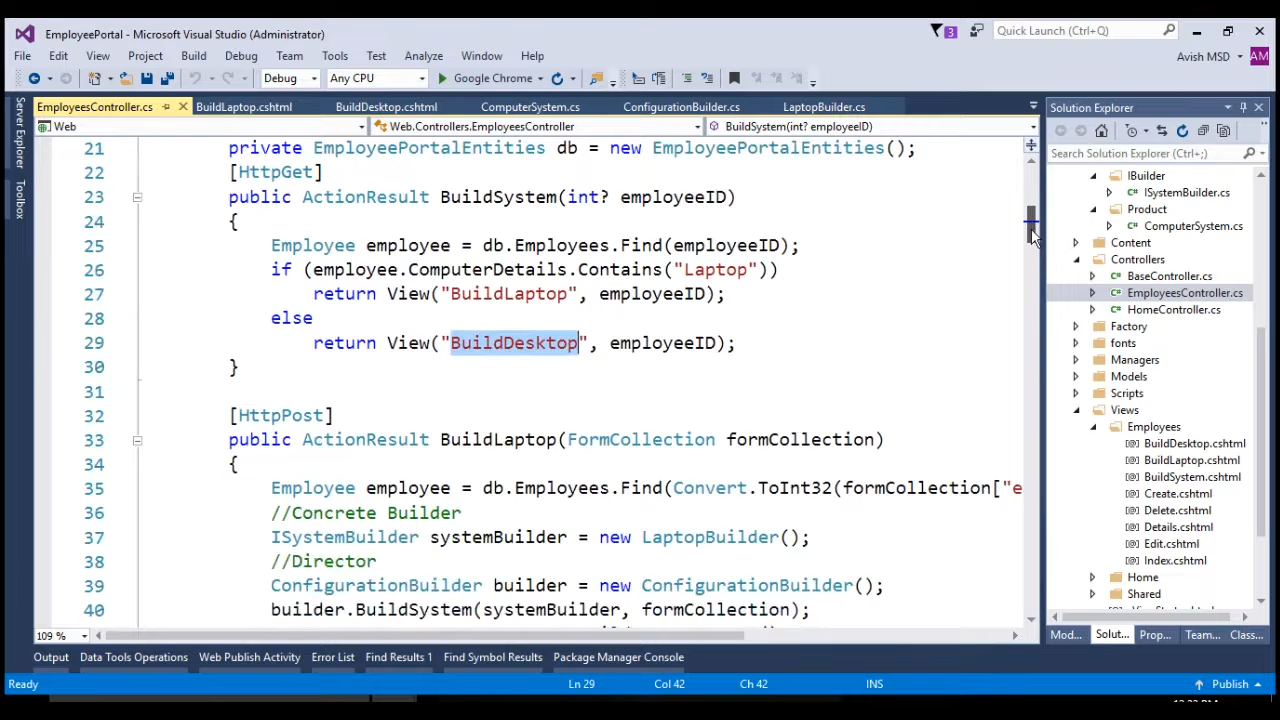 EmployeePortal - Microsoft Visual Studio (Administrator)
3
Quick Launch (Ctrl+Q)
File Edit View Project Build Debug Team Tools Test Analyze Window Help
Avish MSD AM
Debug Any CPU Google Chrome
Server Explorer
Toolbox
EmployeesController.cs BuildLaptop.cshtml BuildDesktop.cshtml ComputerSystem.cs ConfigurationBuilder.cs LaptopBuilder.cs
Web Web.Controllers.EmployeesController BuildSystem(int? employeeID)
21 private EmployeePortalEntities db = new EmployeePortalEntities();
22 [HttpGet]
23 public ActionResult BuildSystem(int? employeeID)
24 {
25 Employee employee = db.Employees.Find(employeeID);
26 if (employee.ComputerDetails.Contains("Laptop"))
27 return View("BuildLaptop", employeeID);
28 else
29 return View("BuildDesktop", employeeID);
30 }
31
32 [HttpPost]
33 public ActionResult BuildLaptop(FormCollection formCollection)
34 {
35 Employee employee = db.Employees.Find(Convert.ToInt32(formCollection["e
36 //Concrete Builder
37 ISystemBuilder systemBuilder = new LaptopBuilder();
38 //Director
39 ConfigurationBuilder builder = new ConfigurationBuilder();
40 builder.BuildSystem(systemBuilder, formCollection);
109 %
Solution Explorer
Search Solution Explorer (Ctrl+;)
IBuilder
C# ISystemBuilder.cs
Product
C# ComputerSystem.cs
Content
Controllers
C# BaseController.cs
C# EmployeesController.cs
C# HomeController.cs
Factory
fonts
Managers
Models
Scripts
Views
Employees
[@] BuildDesktop.cshtml
[@] BuildLaptop.cshtml
[@] BuildSystem.cshtml
[@] Create.cshtml
[@] Delete.cshtml
[@] Details.cshtml
[@] Edit.cshtml
[@] Index.cshtml
Home
Shared
Mod... Solut... Prop... Team... Class...
Output Data Tools Operations Web Publish Activity Error List Find Results 1 Find Symbol Results Package Manager Console
Ready Ln 29 Col 42 Ch 42 INS Publish